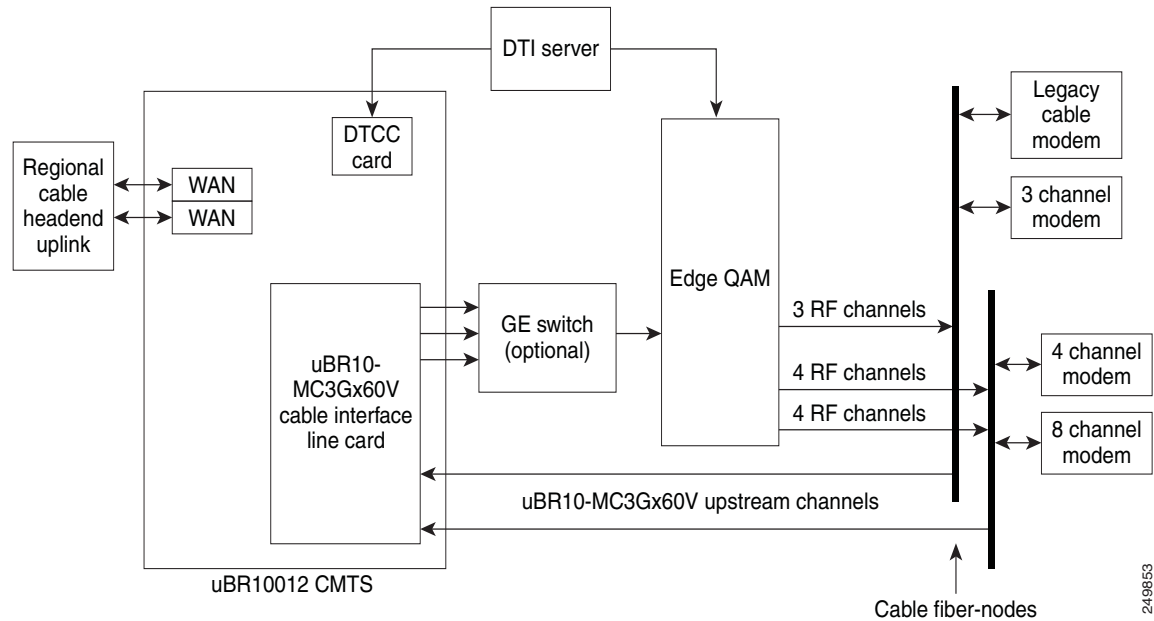 DTI server
DTCC
card
Regional
cable
headend
uplink
WAN
WAN
Edge QAM
Legacy
cable
modem
3 channel
modem
uBR10-
MC3Gx60V
cable interface
line card
GE switch
(optional)
3 RF channels
4 RF channels
4 RF channels
4 channel
modem
8 channel
modem
uBR10-MC3Gx60V upstream channels
uBR10012 CMTS
Cable fiber-nodes
249853